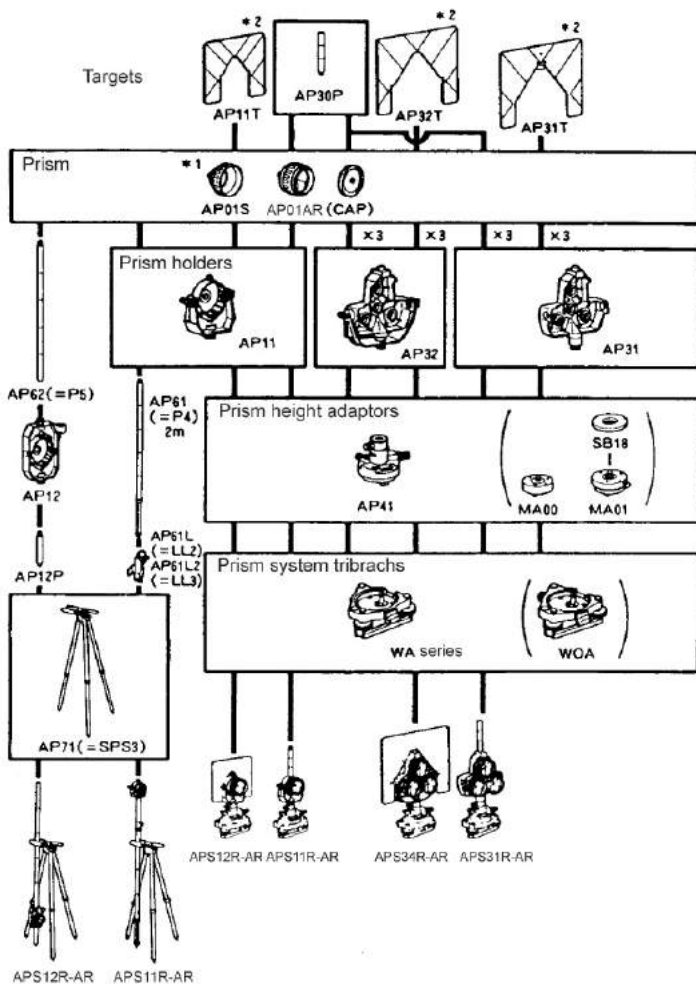 *2
*2
*2
Targets
AP11T
AP30P
AP32T
AP31T
Prism
*1
AP01S
AP01AR (CAP)
×3
×3
×3
×3
Prism holders
AP11
AP32
AP31
AP62(=P5)
AP61
(=P4)
2m
Prism height adaptors
SB18
AP12
AP41
MA00
MA01
AP12P
AP61L
(=LL2)
AP61L2
(=LL3)
Prism system tribrachs
WA series
WOA
AP71(=SPS3)
APS12R-AR
APS11R-AR
APS34R-AR
APS31R-AR
APS12R-AR
APS11R-AR